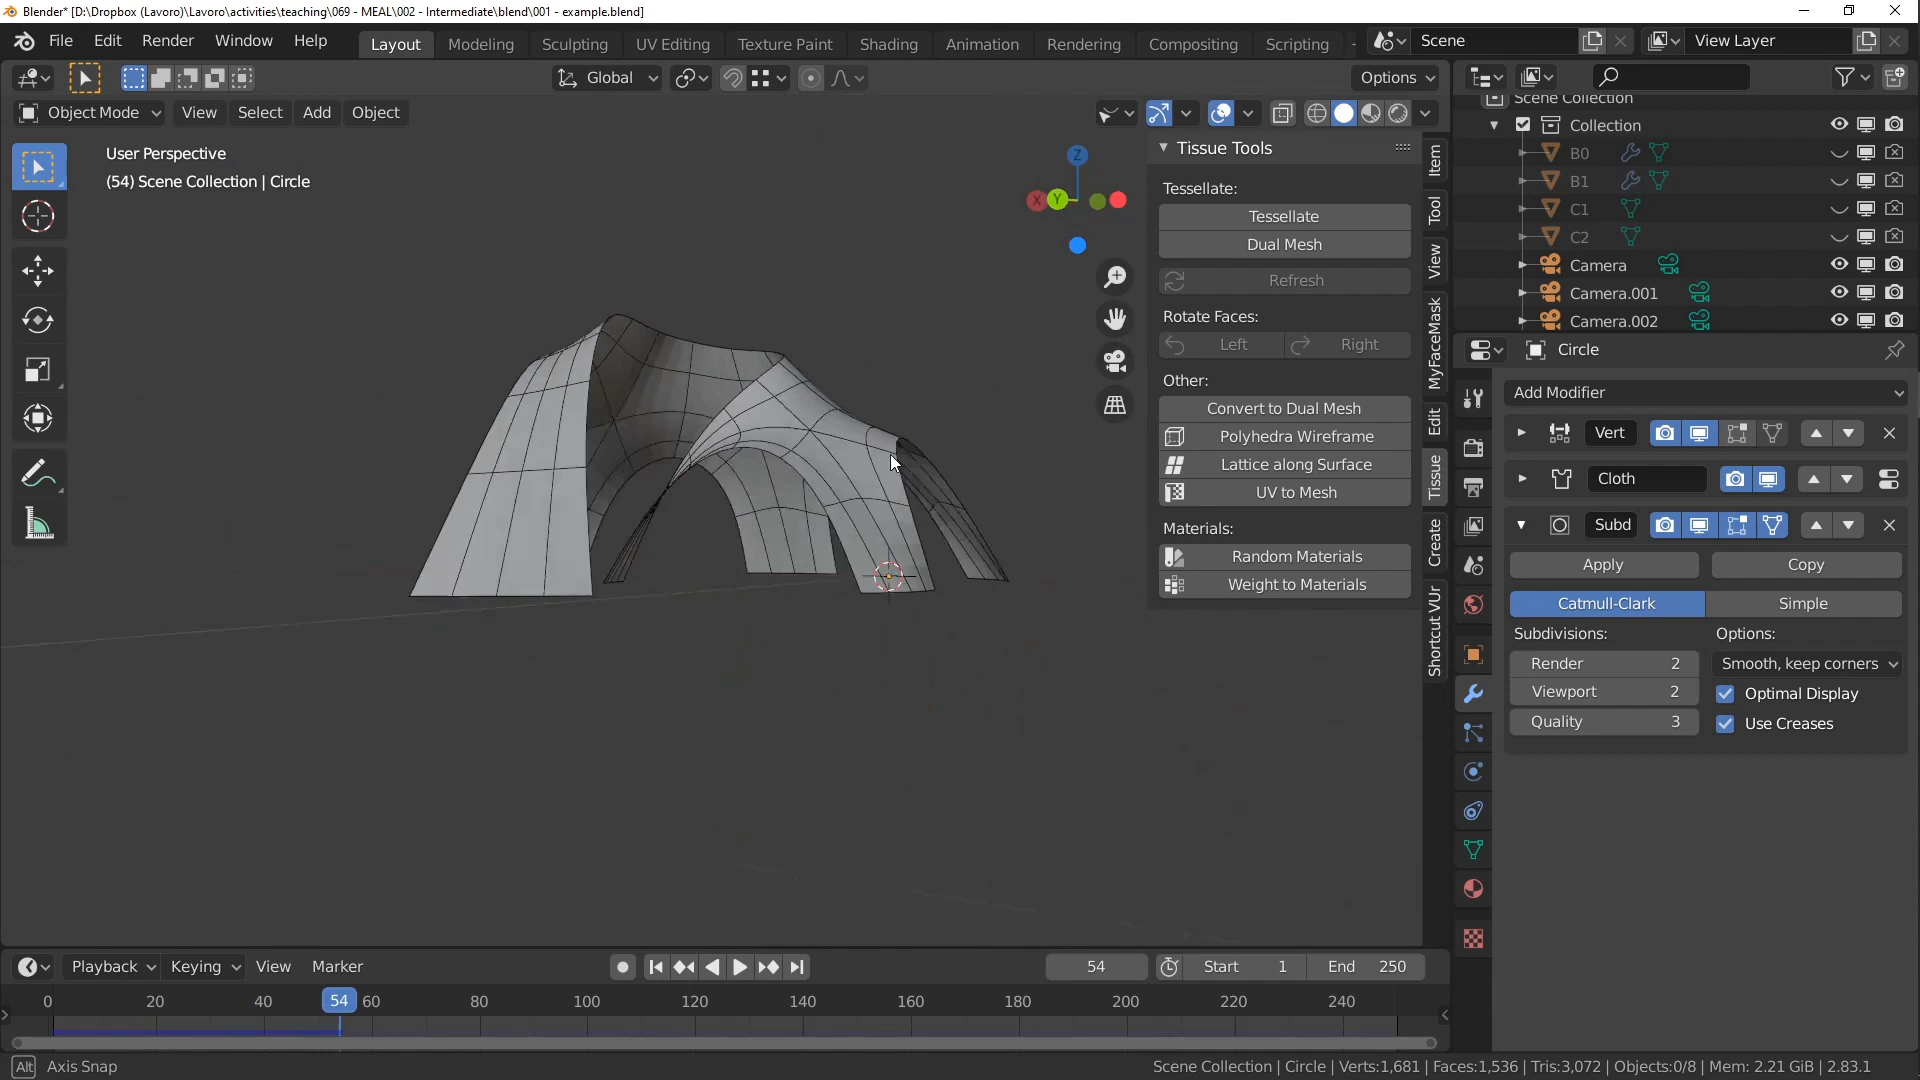 Blender* [D:\Dropbox (Lavoro)\Lavoro\activities\teaching\069 - MEAL\002 - Intermediate\blend\001 - example.blend]
File Edit Render Window Help Layout Modeling Sculpting UV Editing Texture Paint Shading Animation Rendering Compositing Scripting Scene View Layer
Global Options
Object Mode View Select Add Object
User Perspective
(54) Scene Collection | Circle
Z
X Y
Tissue Tools
Tessellate:
Tessellate
Dual Mesh
Refresh
Rotate Faces:
Left Right
Other:
Convert to Dual Mesh
Polyhedra Wireframe
Lattice along Surface
UV to Mesh
Materials:
Random Materials
Weight to Materials
Item
Tool
View
MyFaceMask
Edit
Tissue
Create
Shortcut VUr
Scene Collection
Collection
B0
B1
C1
C2
Camera
Camera.001
Camera.002
Circle
Add Modifier
Vert
Cloth
Subd
Apply Copy
Catmull-Clark Simple
Subdivisions: Options:
Render 2 Smooth, keep corners
Viewport 2 Optimal Display
Quality 3 Use Creases
Playback Keying View Marker 54 Start 1 End 250
0 20 40 54 60 80 100 120 140 160 180 200 220 240
Alt Axis Snap
Scene Collection | Circle | Verts:1,681 | Faces:1,536 | Tris:3,072 | Objects:0/8 | Mem: 2.21 GiB | 2.83.1